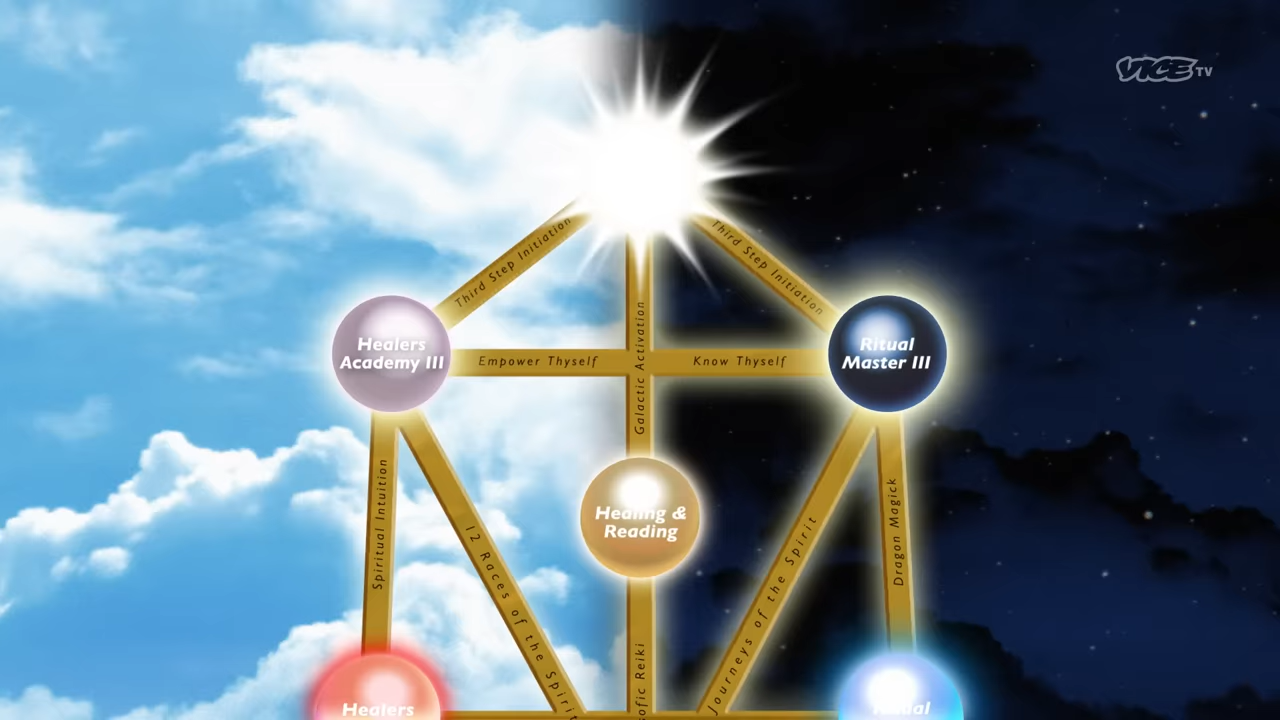 VICE TV
Third Step Initiation
Third Step Initiation
Healers
Academy III
Empower Thyself
Galactic Activation
Know Thyself
Ritual
Master III
Healing &
Reading
Spiritual Intuition
12 Races of the Spirit
Journeys of the Spirit
Dragon Magick
Reiki
Healers
Ritual